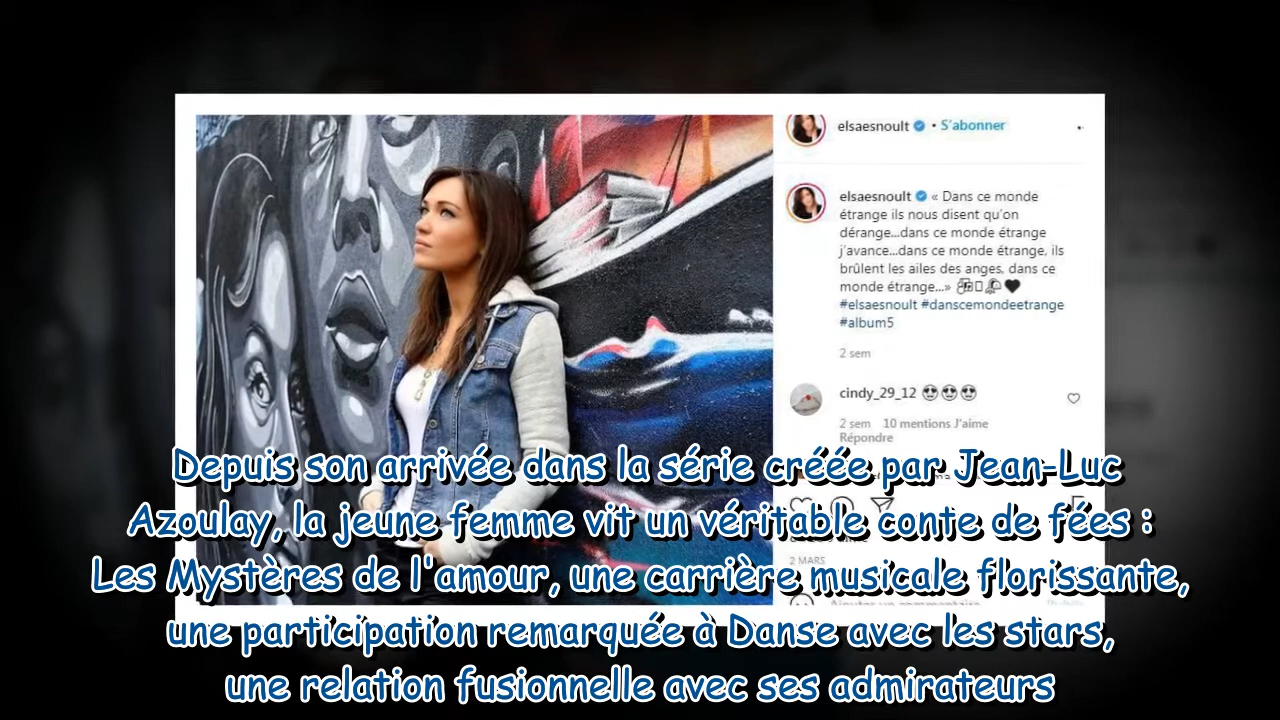 elsaesnoult • S'abonner
elsaesnoult « Dans ce monde
étrange ils nous disent qu'on
dérange...dans ce monde étrange
j'avance...dans ce monde étrange, ils
brûlent les ailes des anges, dans ce
monde étrange...»
#elsaesnoult #danscemondeetrange
#album5
2 sem
cindy_29_12
2 sem 10 mentions J'aime
Répondre
2 MARS
Ajouter un commentaire
Depuis son arrivée dans la série créée par Jean-Luc
Azoulay, la jeune femme vit un véritable conte de fées :
Les Mystères de l'amour, une carrière musicale florissante,
une participation remarquée à Danse avec les stars,
une relation fusionnelle avec ses admirateurs